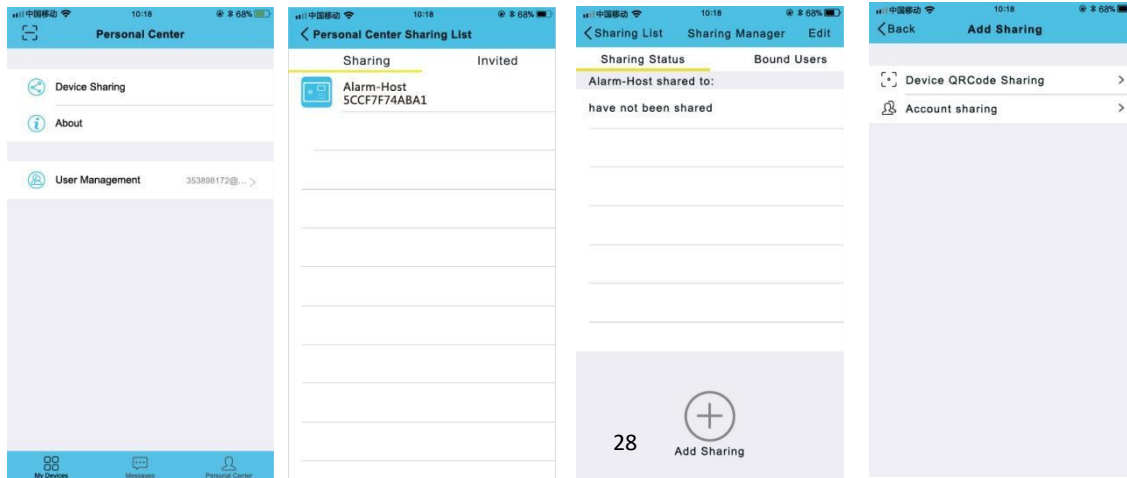 中国移动 10:18 68%
Personal Center
Device Sharing
About
User Management 353898172@... >
My Devices Messages Personal Center
中国移动 10:18 68%
Personal Center Sharing List
Sharing Invited
Alarm-Host
5CCF7F74ABA1
中国移动 10:18 68%
Sharing List Sharing Manager Edit
Sharing Status Bound Users
Alarm-Host shared to:
have not been shared
28
Add Sharing
中国移动 10:18 68%
Back Add Sharing
Device QRCode Sharing >
Account sharing >